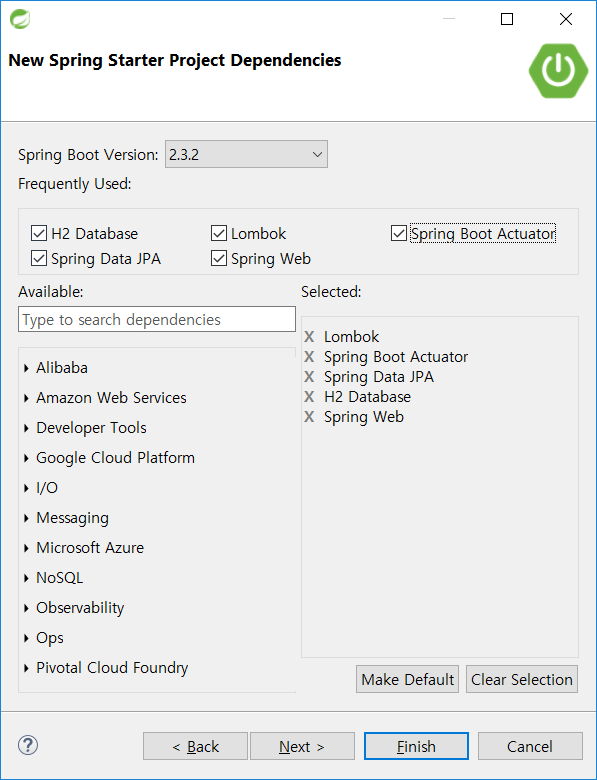 New Spring Starter Project Dependencies
Spring Boot Version: 2.3.2
Frequently Used:
H2 Database Lombok Spring Boot Actuator
Spring Data JPA Spring Web
Available: Selected:
Type to search dependencies
Alibaba
Amazon Web Services
Developer Tools
Google Cloud Platform
I/O
Messaging
Microsoft Azure
NoSQL
Observability
Ops
Pivotal Cloud Foundry
X Lombok
X Spring Boot Actuator
X Spring Data JPA
X H2 Database
X Spring Web
Make Default Clear Selection
? < Back Next > Finish Cancel